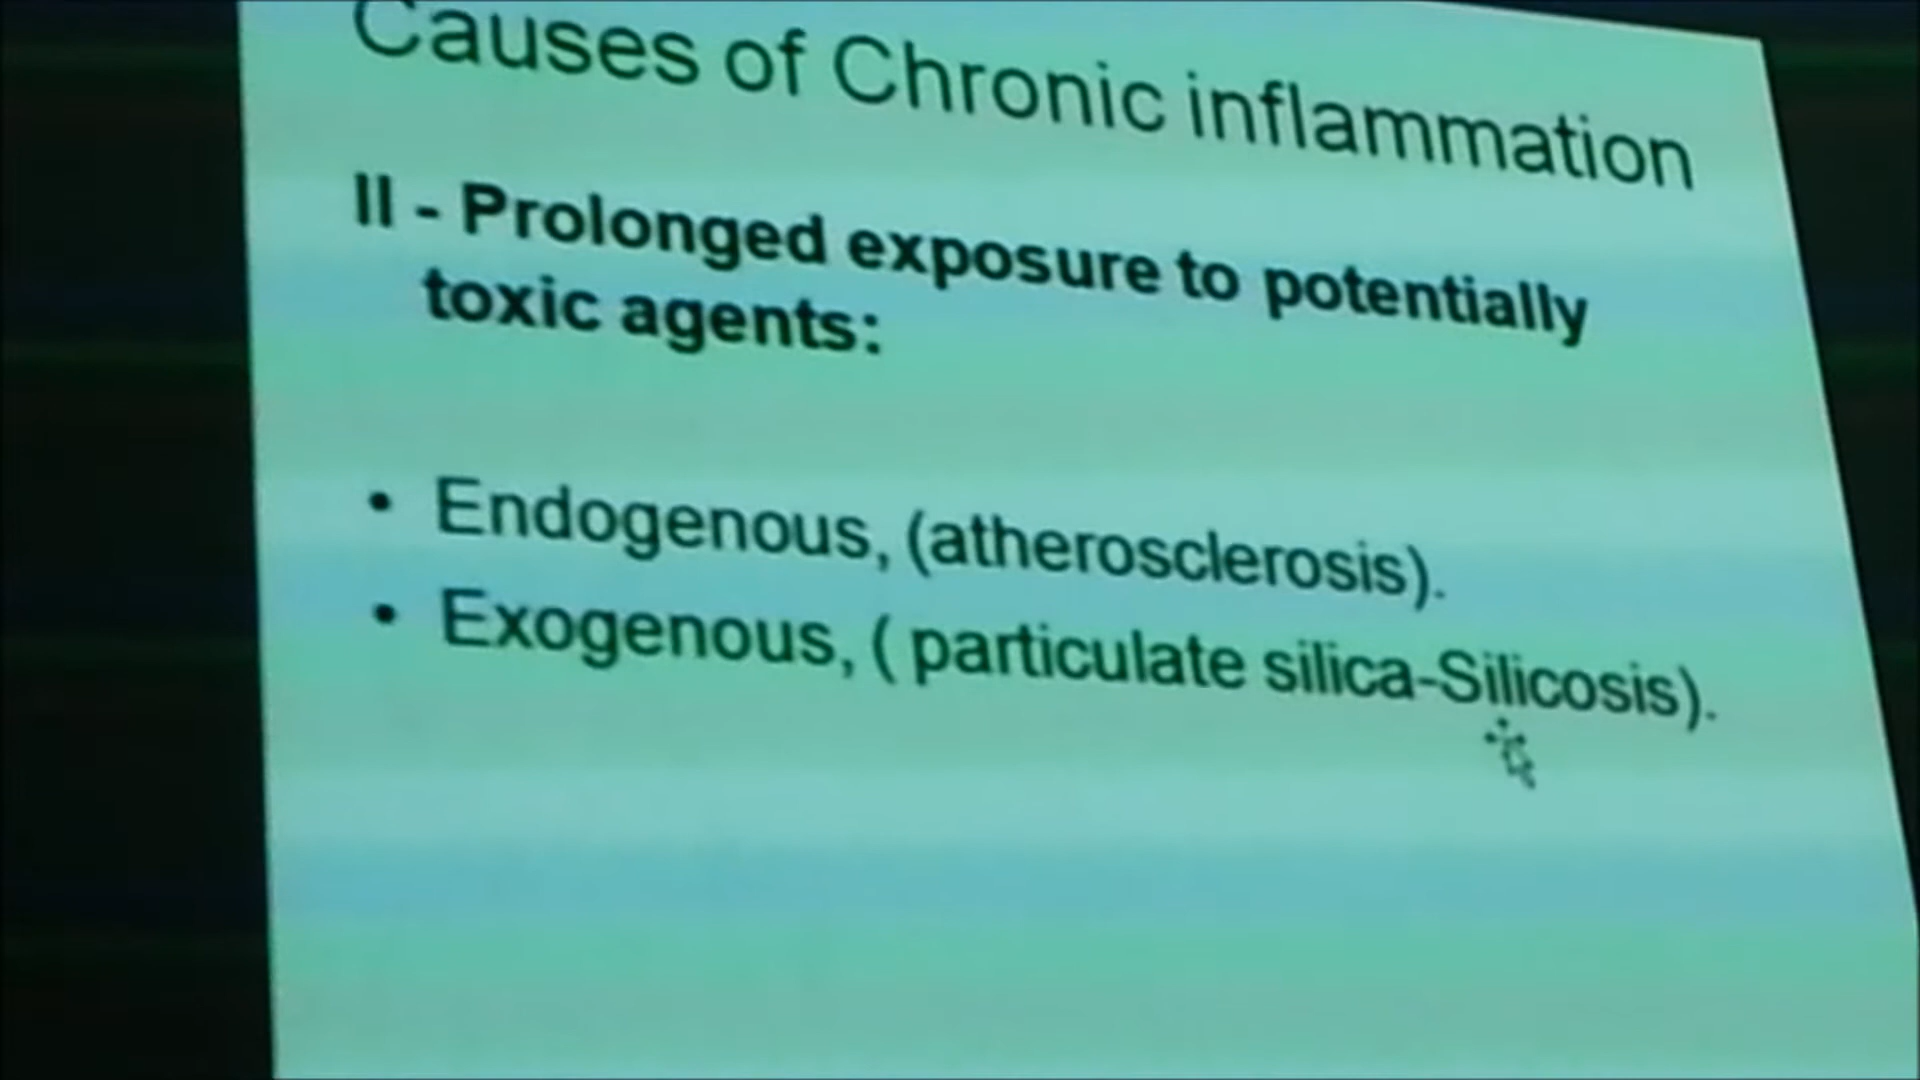 Causes of Chronic inflammation
II - Prolonged exposure to potentially
toxic agents:
• Endogenous, (atherosclerosis).
• Exogenous, ( particulate silica-Silicosis).